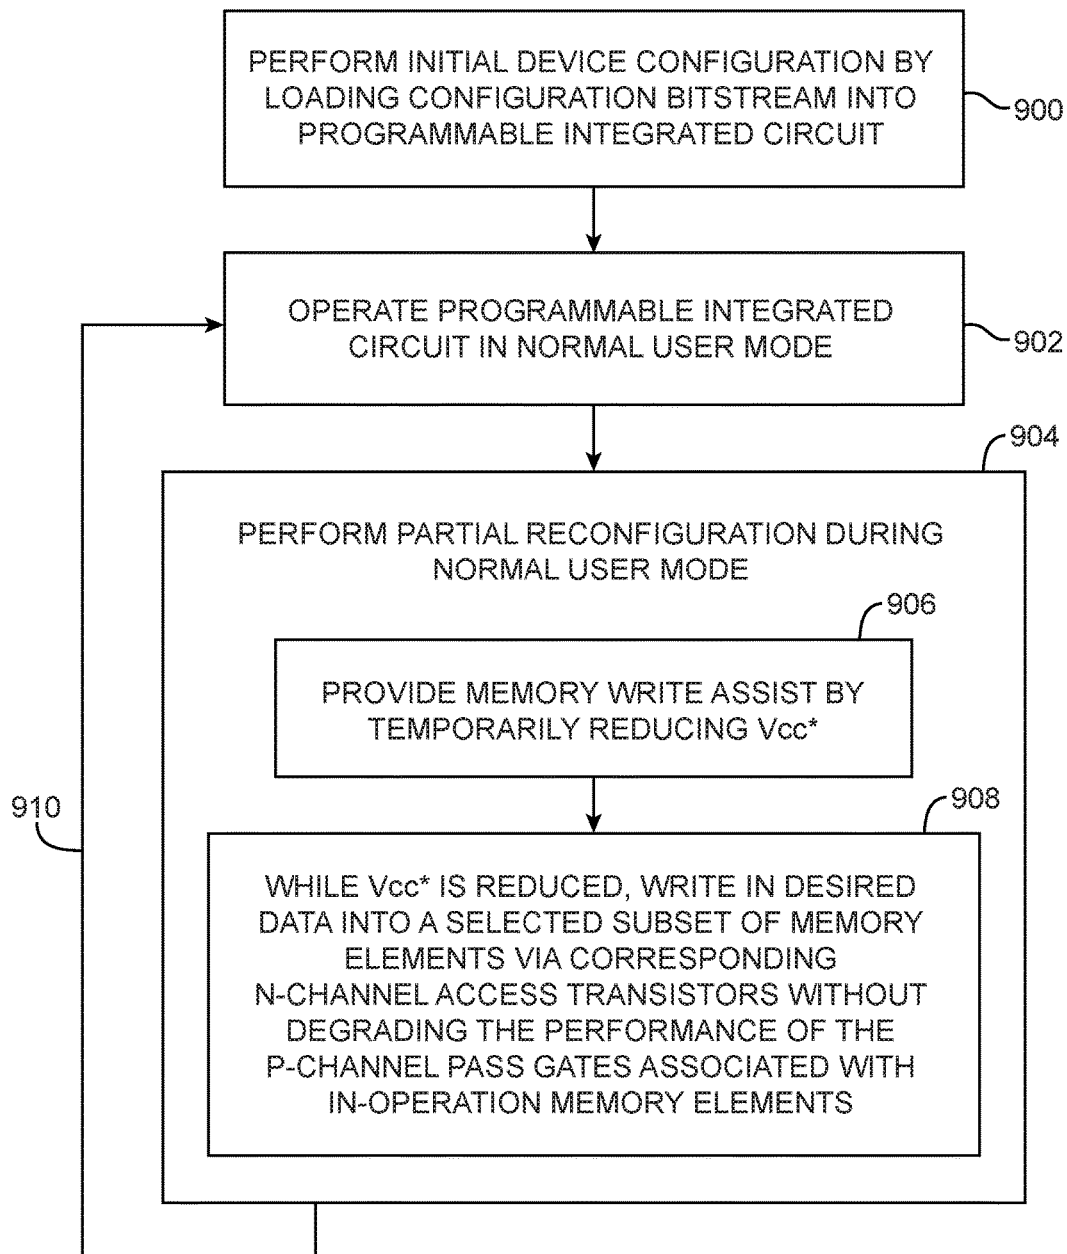 PERFORM INITIAL DEVICE CONFIGURATION BY
LOADING CONFIGURATION BITSTREAM INTO
PROGRAMMABLE INTEGRATED CIRCUIT
900
OPERATE PROGRAMMABLE INTEGRATED
CIRCUIT IN NORMAL USER MODE
902
904
PERFORM PARTIAL RECONFIGURATION DURING
NORMAL USER MODE
906
PROVIDE MEMORY WRITE ASSIST BY
TEMPORARILY REDUCING Vcc*
910
908
WHILE Vcc* IS REDUCED, WRITE IN DESIRED
DATA INTO A SELECTED SUBSET OF MEMORY
ELEMENTS VIA CORRESPONDING
N-CHANNEL ACCESS TRANSISTORS WITHOUT
DEGRADING THE PERFORMANCE OF THE
P-CHANNEL PASS GATES ASSOCIATED WITH
IN-OPERATION MEMORY ELEMENTS